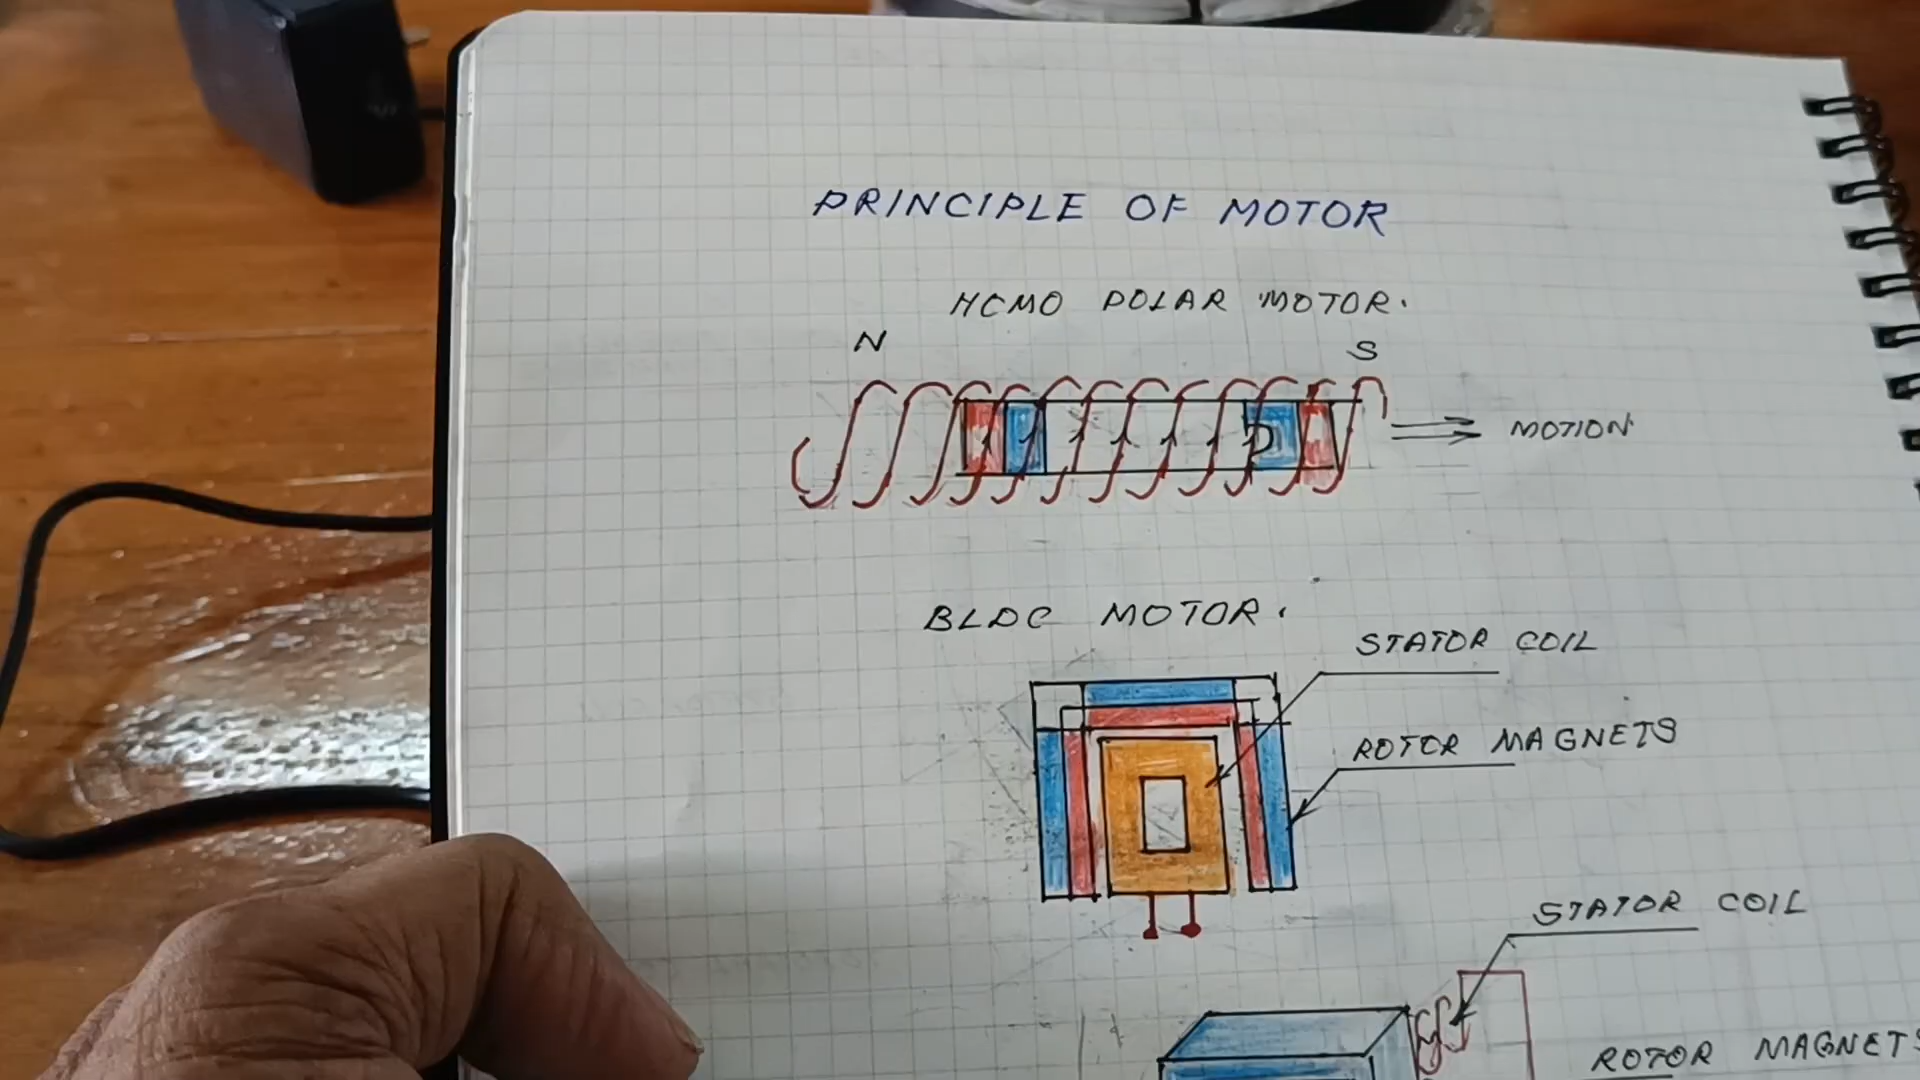 PRINCIPLE OF MOTOR
HOMO POLAR MOTOR.
N
S
MOTION
BLDC MOTOR.
STATOR COIL
ROTOR MAGNETS
STATOR COIL
ROTOR MAGNETS